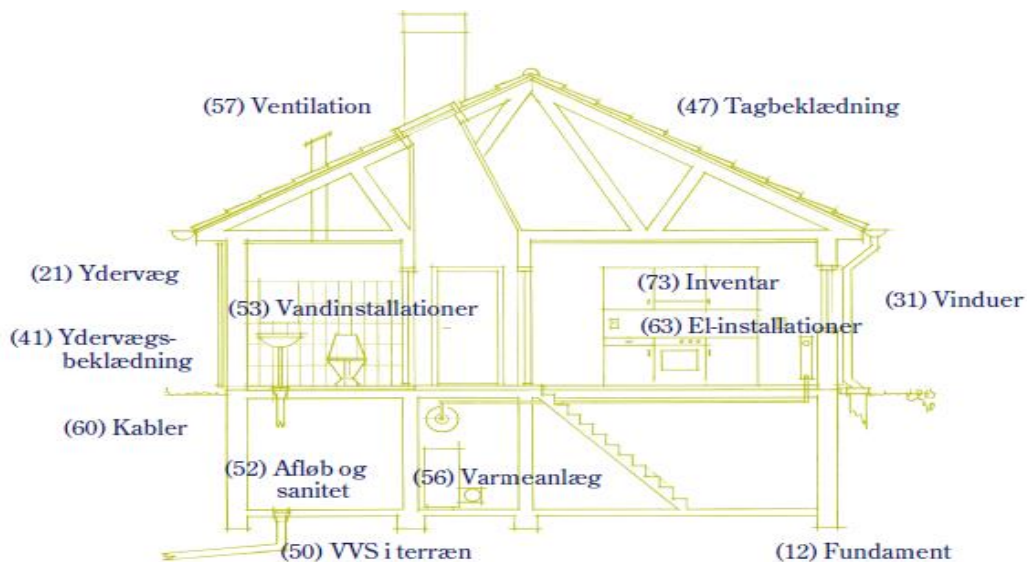 (57) Ventilation
(47) Tagbeklædning
(21) Ydervæg
(53) Vandinstallationer
(73) Inventar
(31) Vinduer
(63) El-installationer
(41) Ydervægs-
beklædning
(60) Kabler
(52) Afløb og
sanitet
(56) Varmeanlæg
(50) VVS i terræn
(12) Fundament